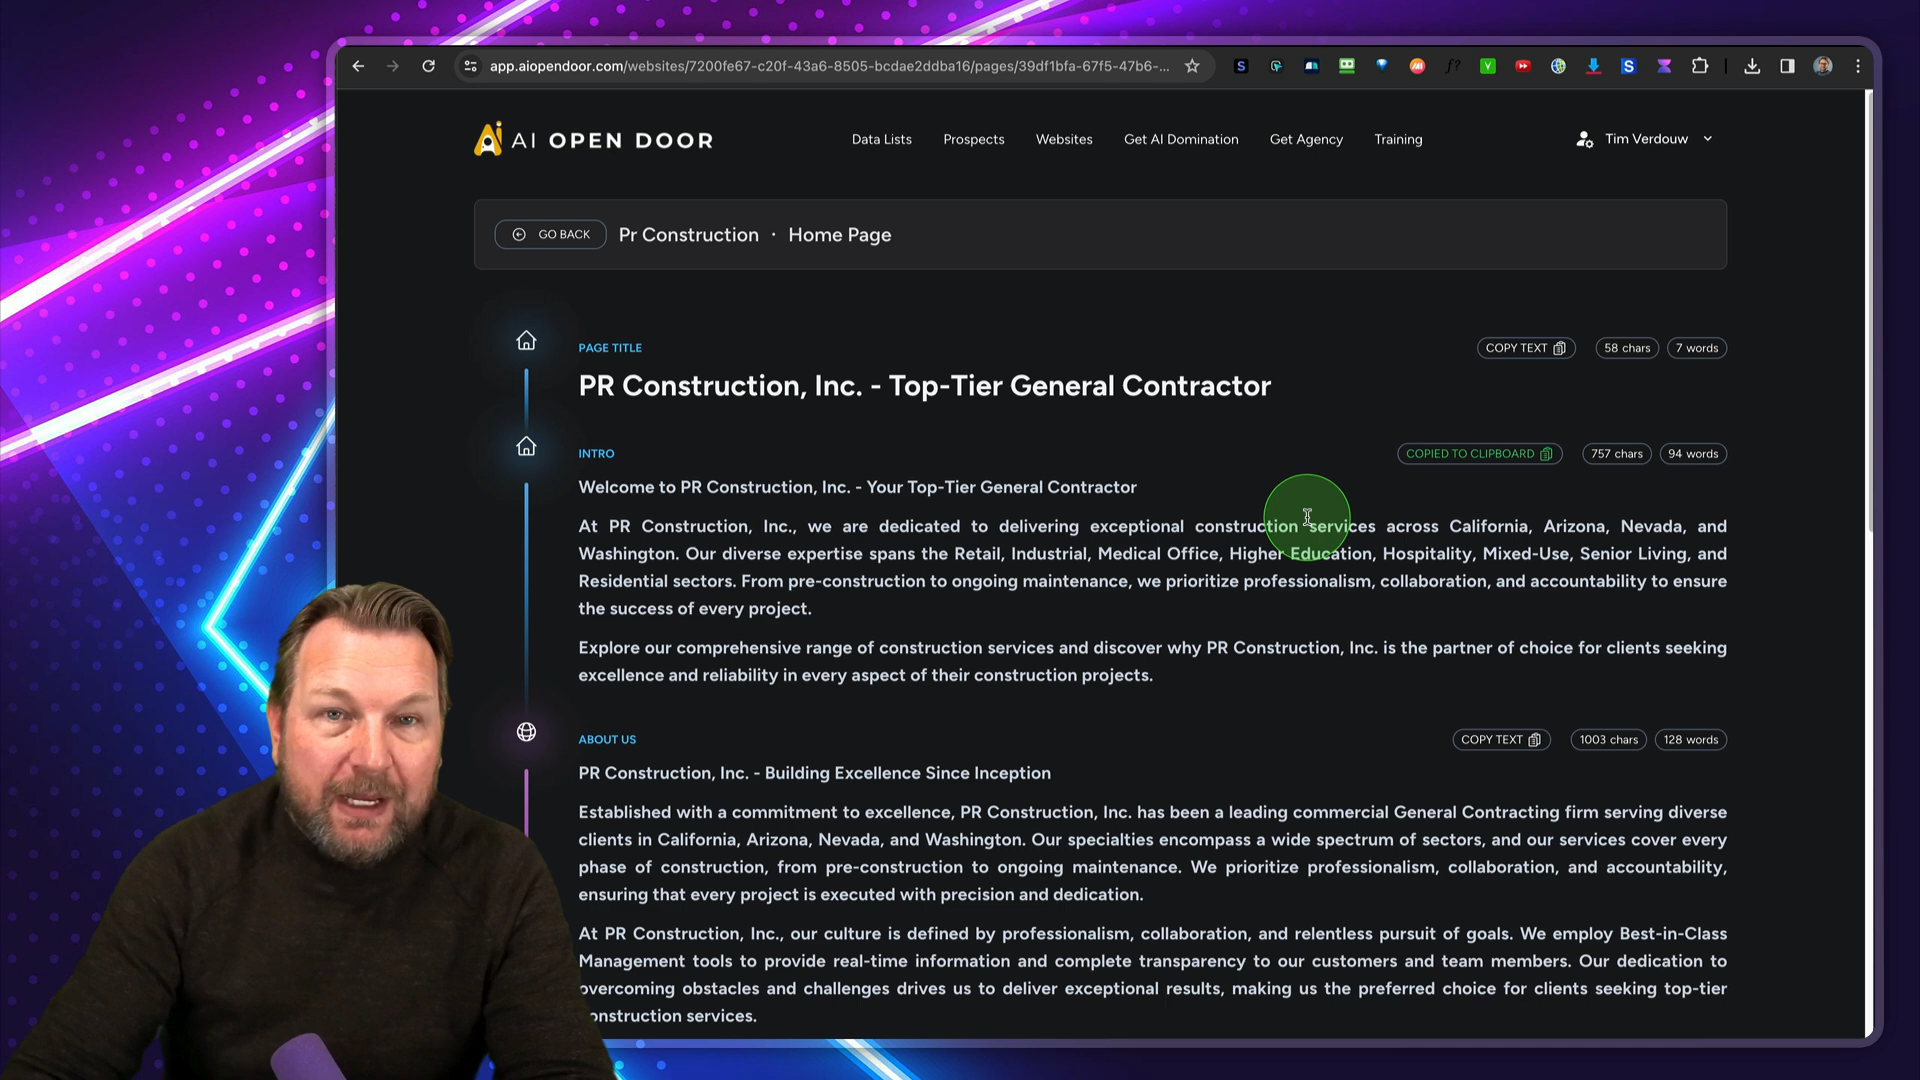 app.aiopendoor.com/websites/7200fe67-c20f-43a6-8505-bcdae2ddba16/pages/39df1bfa-67f5-47b6-...
AI OPEN DOOR
Data Lists Prospects Websites Get AI Domination Get Agency Training
Tim Verdouw
GO BACK Pr Construction · Home Page
PAGE TITLE
COPY TEXT 58 chars 7 words
PR Construction, Inc. - Top-Tier General Contractor
INTRO
COPIED TO CLIPBOARD 757 chars 94 words
Welcome to PR Construction, Inc. - Your Top-Tier General Contractor
At PR Construction, Inc., we are dedicated to delivering exceptional construction services across California, Arizona, Nevada, and
Washington. Our diverse expertise spans the Retail, Industrial, Medical Office, Higher Education, Hospitality, Mixed-Use, Senior Living, and
Residential sectors. From pre-construction to ongoing maintenance, we prioritize professionalism, collaboration, and accountability to ensure
the success of every project.
Explore our comprehensive range of construction services and discover why PR Construction, Inc. is the partner of choice for clients seeking
excellence and reliability in every aspect of their construction projects.
ABOUT US
COPY TEXT 1003 chars 128 words
PR Construction, Inc. - Building Excellence Since Inception
Established with a commitment to excellence, PR Construction, Inc. has been a leading commercial General Contracting firm serving diverse
clients in California, Arizona, Nevada, and Washington. Our specialties encompass a wide spectrum of sectors, and our services cover every
phase of construction, from pre-construction to ongoing maintenance. We prioritize professionalism, collaboration, and accountability,
ensuring that every project is executed with precision and dedication.
At PR Construction, Inc., our culture is defined by professionalism, collaboration, and relentless pursuit of goals. We employ Best-in-Class
Management tools to provide real-time information and complete transparency to our customers and team members. Our dedication to
overcoming obstacles and challenges drives us to deliver exceptional results, making us the preferred choice for clients seeking top-tier
construction services.